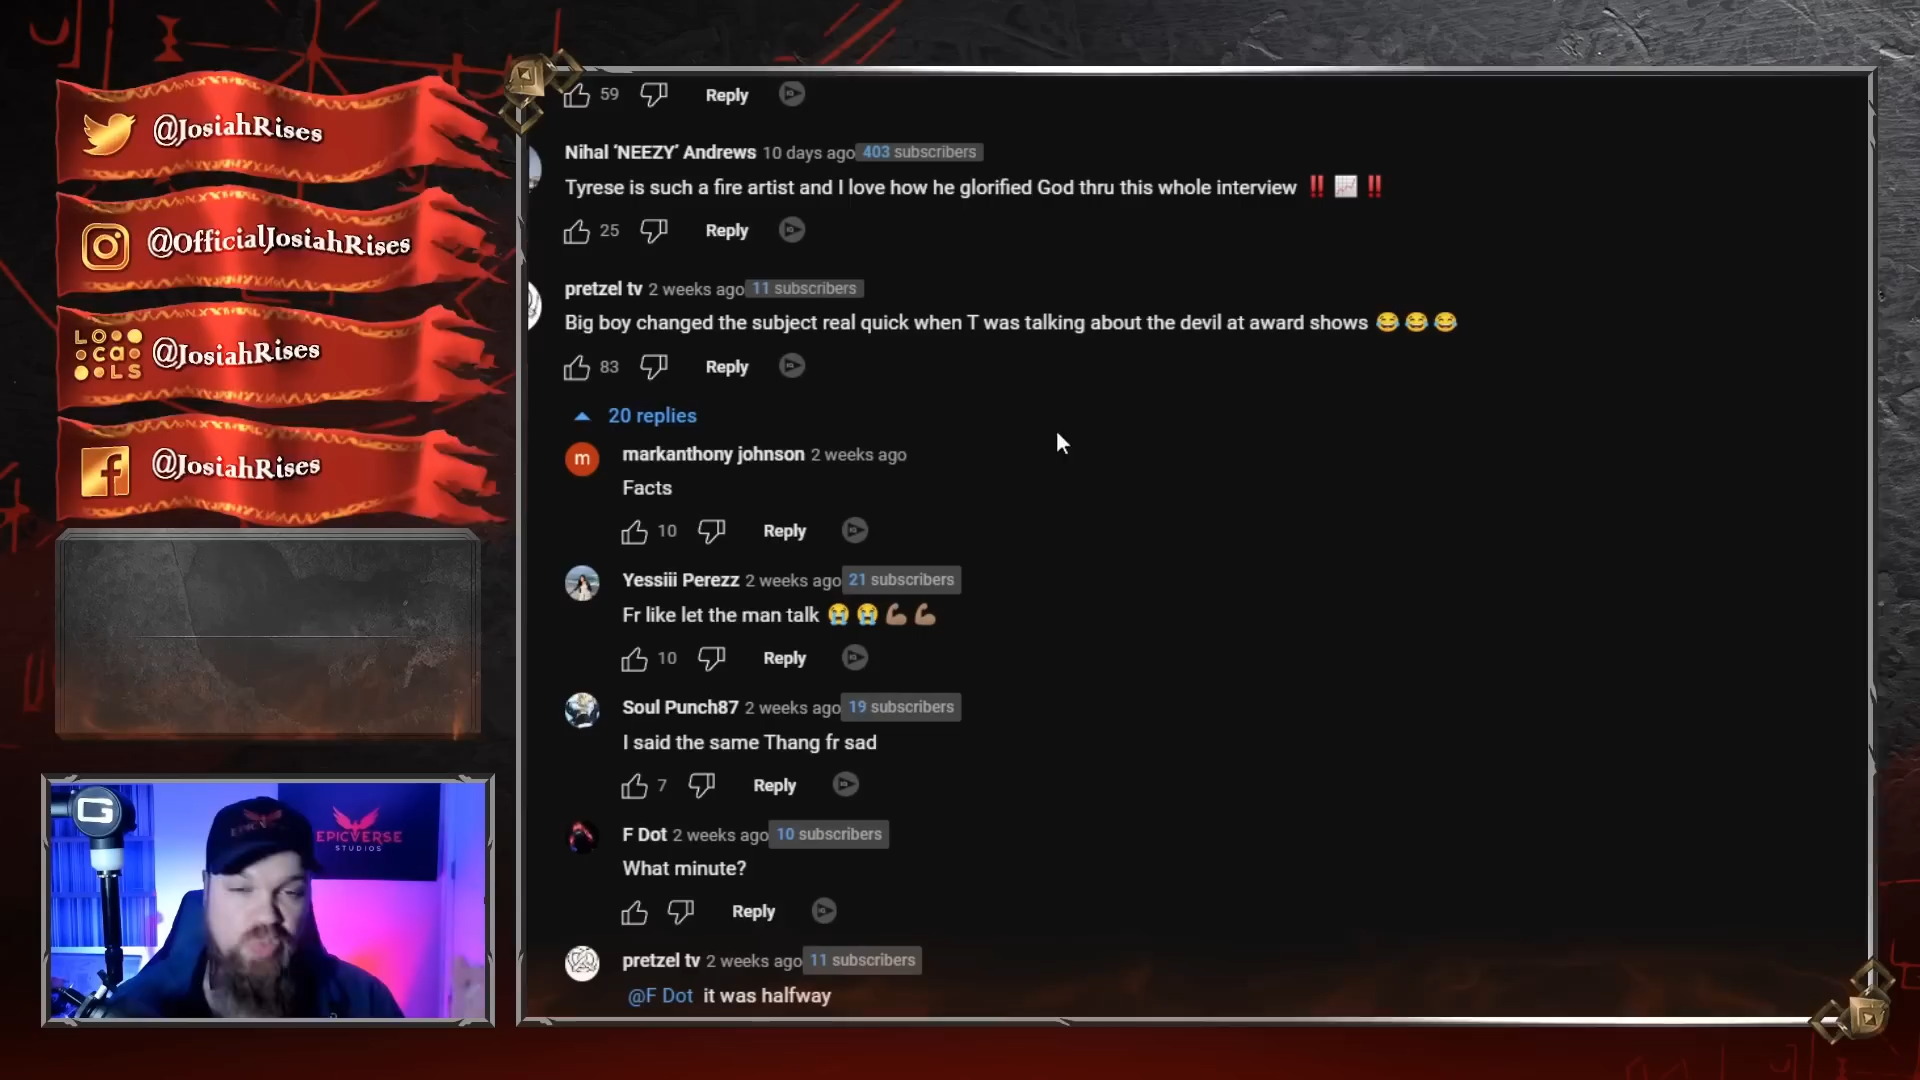 @JosiahRises
@OfficialJosiahRises
LOCALS
@JosiahRises
@JosiahRises
G
EPICVERSE
EPICVERSE
STUDIOS
59 Reply
Nihal ‘NEEZY’ Andrews 10 days ago 403 subscribers
Tyrese is such a fire artist and I love how he glorified God thru this whole interview ‼️ 📈 ‼️
25 Reply
pretzel tv 2 weeks ago 11 subscribers
Big boy changed the subject real quick when T was talking about the devil at award shows 😂 😂 😂
83 Reply
20 replies
m
markanthony johnson 2 weeks ago
Facts
10 Reply
Yessiii Perezz 2 weeks ago 21 subscribers
Fr like let the man talk 😭 😭 💪🏽 💪🏽
10 Reply
Soul Punch87 2 weeks ago 19 subscribers
I said the same Thang fr sad
7 Reply
F Dot 2 weeks ago 10 subscribers
What minute?
Reply
pretzel tv 2 weeks ago 11 subscribers
@F Dot it was halfway